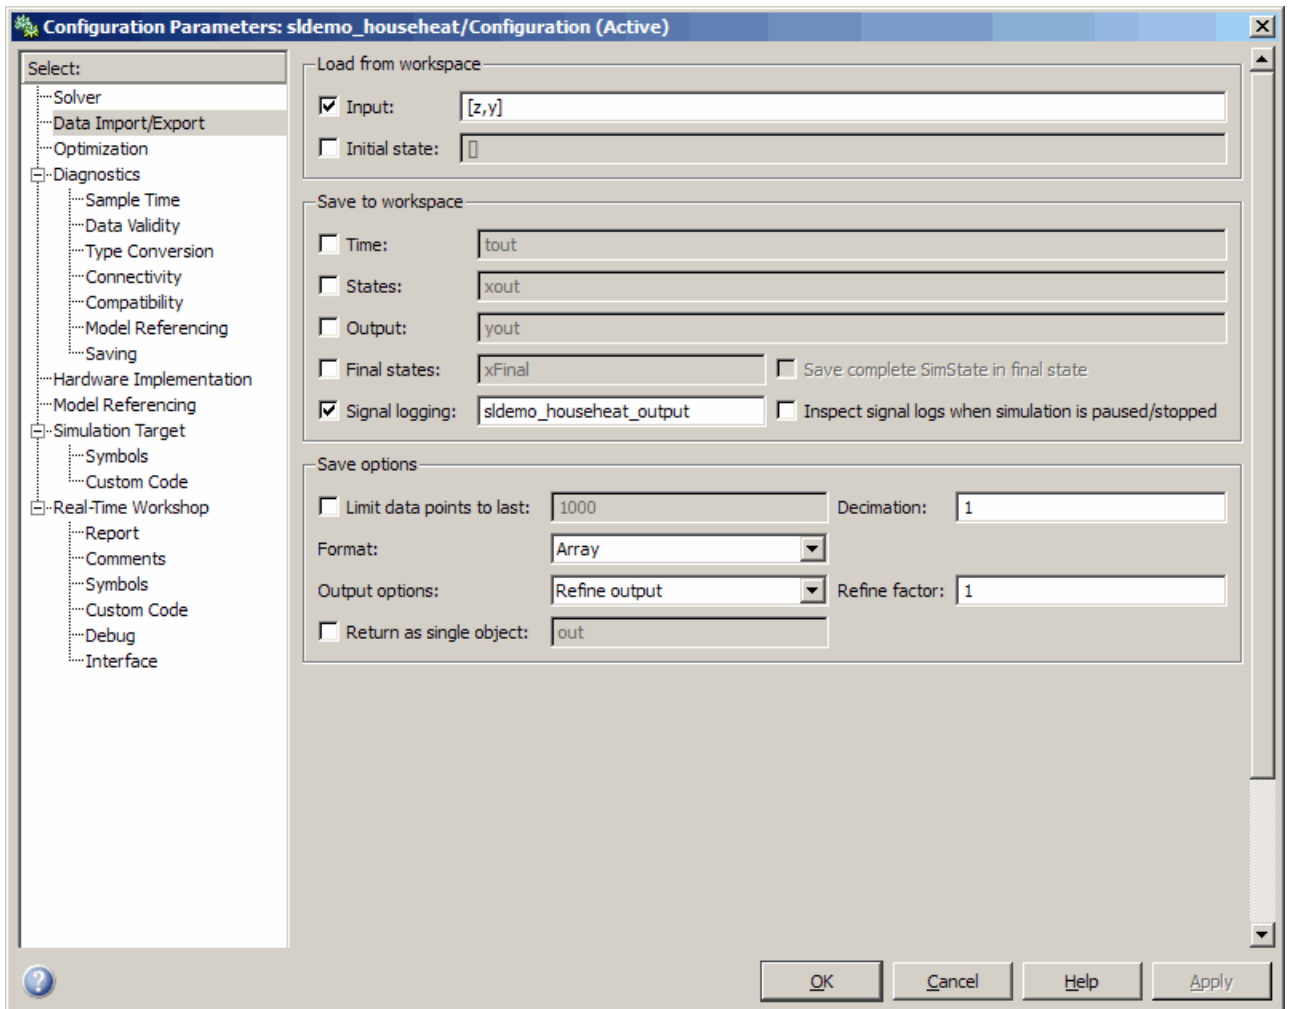 Configuration Parameters: sldemo_househeat/Configuration (Active)
Select:
Solver
Data Import/Export
Optimization
Diagnostics
Sample Time
Data Validity
Type Conversion
Connectivity
Compatibility
Model Referencing
Saving
Hardware Implementation
Model Referencing
Simulation Target
Symbols
Custom Code
Real-Time Workshop
Report
Comments
Symbols
Custom Code
Debug
Interface
Load from workspace
Input: [z,y]
Initial state: []
Save to workspace
Time: tout
States: xout
Output: yout
Final states: xFinal Save complete SimState in final state
Signal logging: sldemo_househeat_output Inspect signal logs when simulation is paused/stopped
Save options
Limit data points to last: 1000 Decimation: 1
Format: Array
Output options: Refine output Refine factor: 1
Return as single object: out
? OK Cancel Help Apply